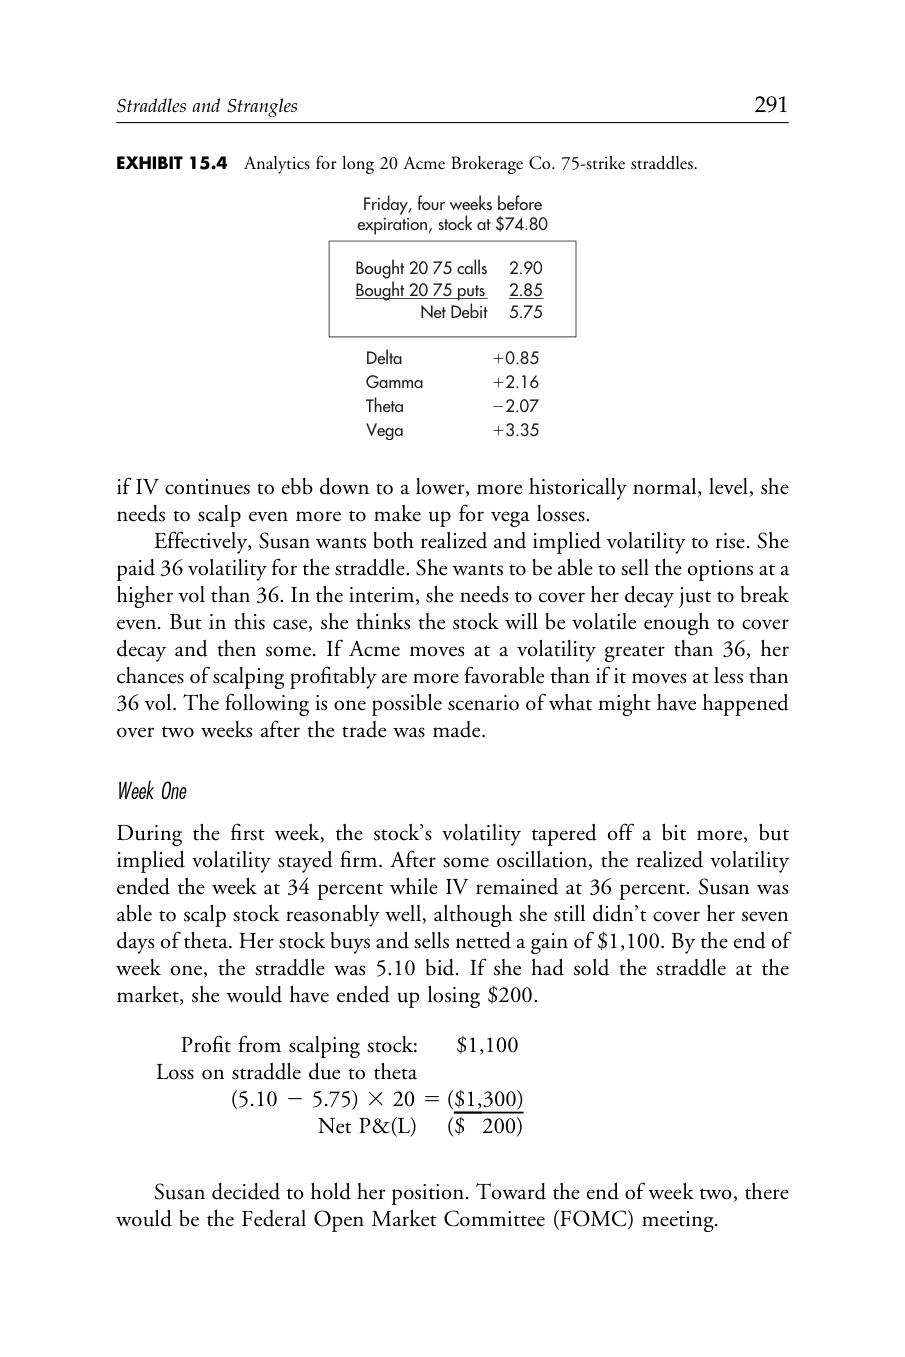 Straddles and Strangles 291
EXHIBIT 15.4 Analytics for long 20 Acme Brokerage Co. 75-strike straddles.
Friday, four weeks before
expiration, stock at $74.80
Bought 20 75 calls 2.90
Bought 20 75 puts 2.85
Net Debit 5.75
Delta +0.85
Gamma +2.16
Theta −2.07
Vega +3.35
if IV continues to ebb down to a lower, more historically normal, level, she
needs to scalp even more to make up for vega losses.
Effectively, Susan wants both realized and implied volatility to rise. She
paid 36 volatility for the straddle. She wants to be able to sell the options at a
higher vol than 36. In the interim, she needs to cover her decay just to break
even. But in this case, she thinks the stock will be volatile enough to cover
decay and then some. If Acme moves at a volatility greater than 36, her
chances of scalping profitably are more favorable than if it moves at less than
36 vol. The following is one possible scenario of what might have happened
over two weeks after the trade was made.
Week One
During the first week, the stock’s volatility tapered off a bit more, but
implied volatility stayed firm. After some oscillation, the realized volatility
ended the week at 34 percent while IV remained at 36 percent. Susan was
able to scalp stock reasonably well, although she still didn’t cover her seven
days of theta. Her stock buys and sells netted a gain of $1,100. By the end of
week one, the straddle was 5.10 bid. If she had sold the straddle at the
market, she would have ended up losing $200.
Profit from scalping stock: $1,100
Loss on straddle due to theta
(5.10 − 5.75) × 20 = ($1,300)
Net P&(L) ($ 200)
Susan decided to hold her position. Toward the end of week two, there
would be the Federal Open Market Committee (FOMC) meeting.